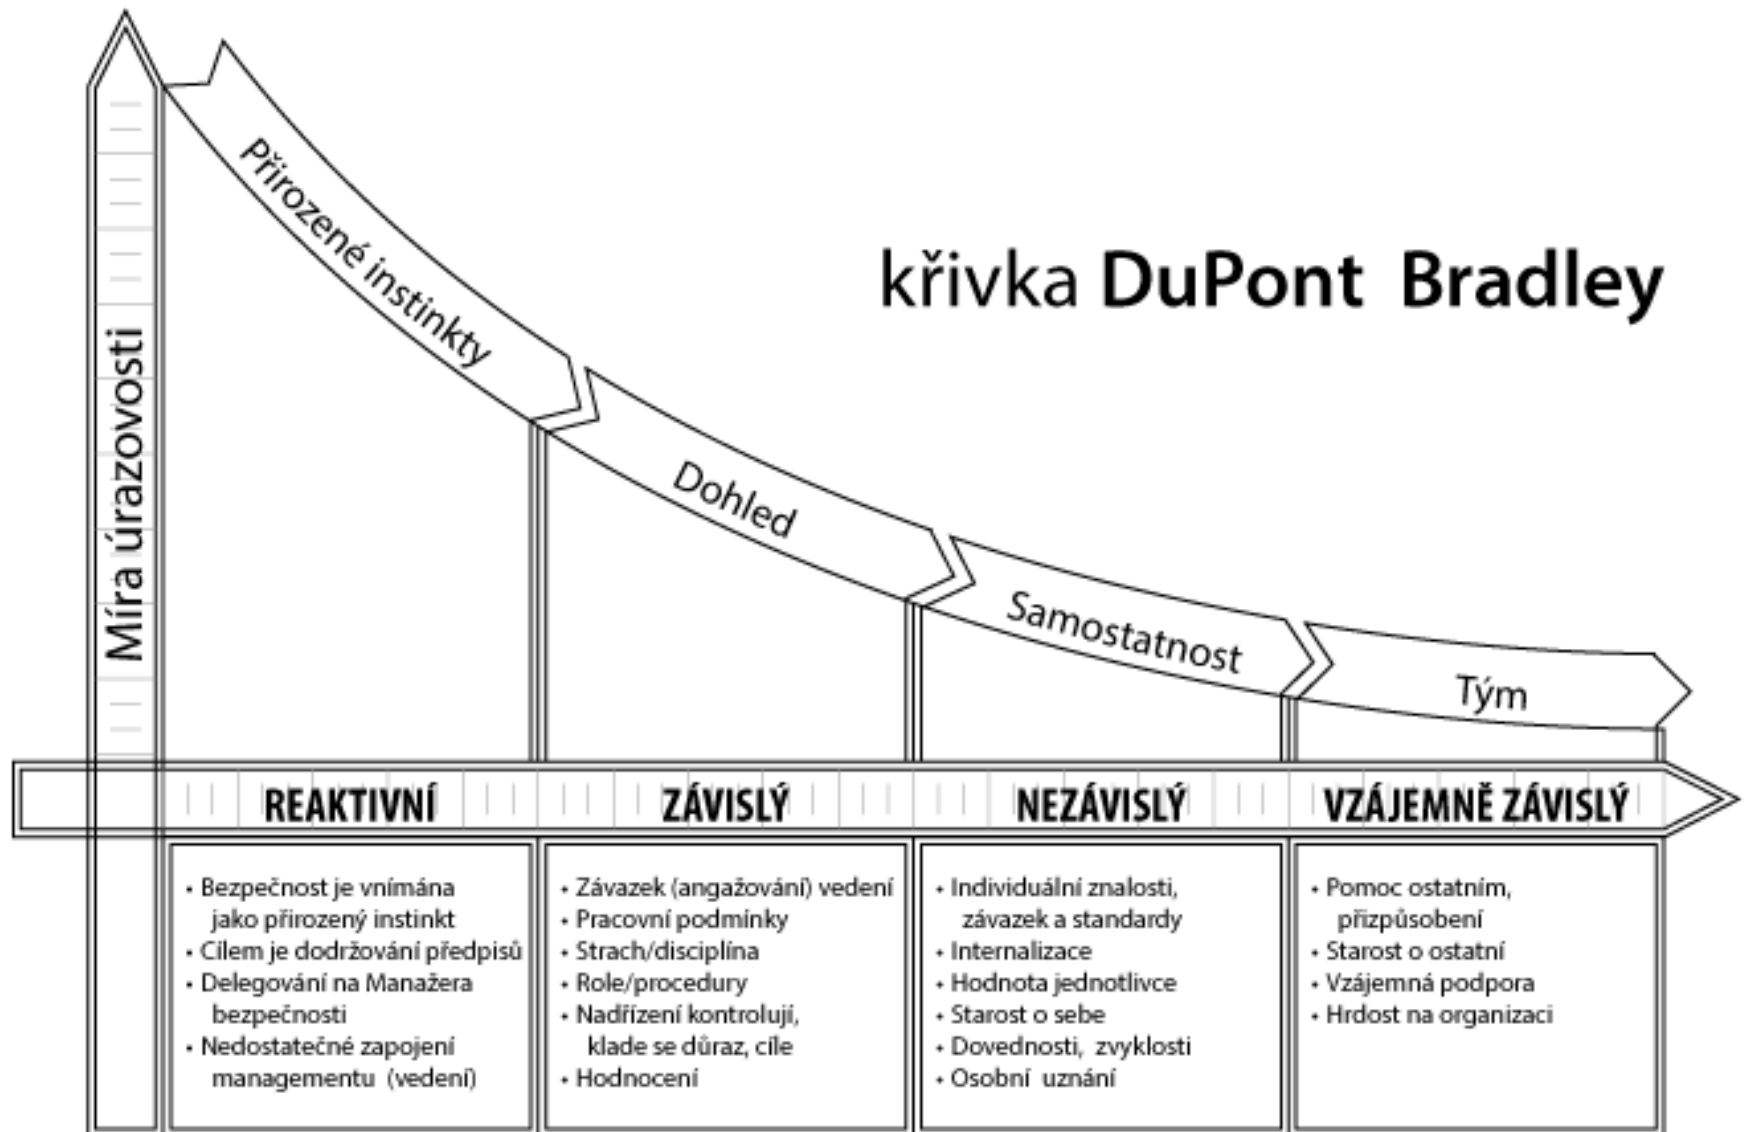 křivka DuPont Bradley
Míra úrazovosti
Přirozené instinkty
Dohled
Samostatnost
Tým
REAKTIVNÍ
ZÁVISLÝ
NEZÁVISLÝ
VZÁJEMNĚ ZÁVISLÝ
• Bezpečnost je vnímána
jako přirozený instinkt
• Cílem je dodržování předpisů
• Delegování na Manažera
bezpečnosti
• Nedostatečné zapojení
managementu (vedení)
• Závazek (angažování) vedení
• Pracovní podmínky
• Strach/disciplína
• Role/procedury
• Nadřízení kontrolují,
klade se důraz, cíle
• Hodnocení
• Individuální znalosti,
závazek a standardy
• Internalizace
• Hodnota jednotlivce
• Starost o sebe
• Dovednosti, zvyklosti
• Osobní uznání
• Pomoc ostatním,
přizpůsobení
• Starost o ostatní
• Vzájemná podpora
• Hrdost na organizaci